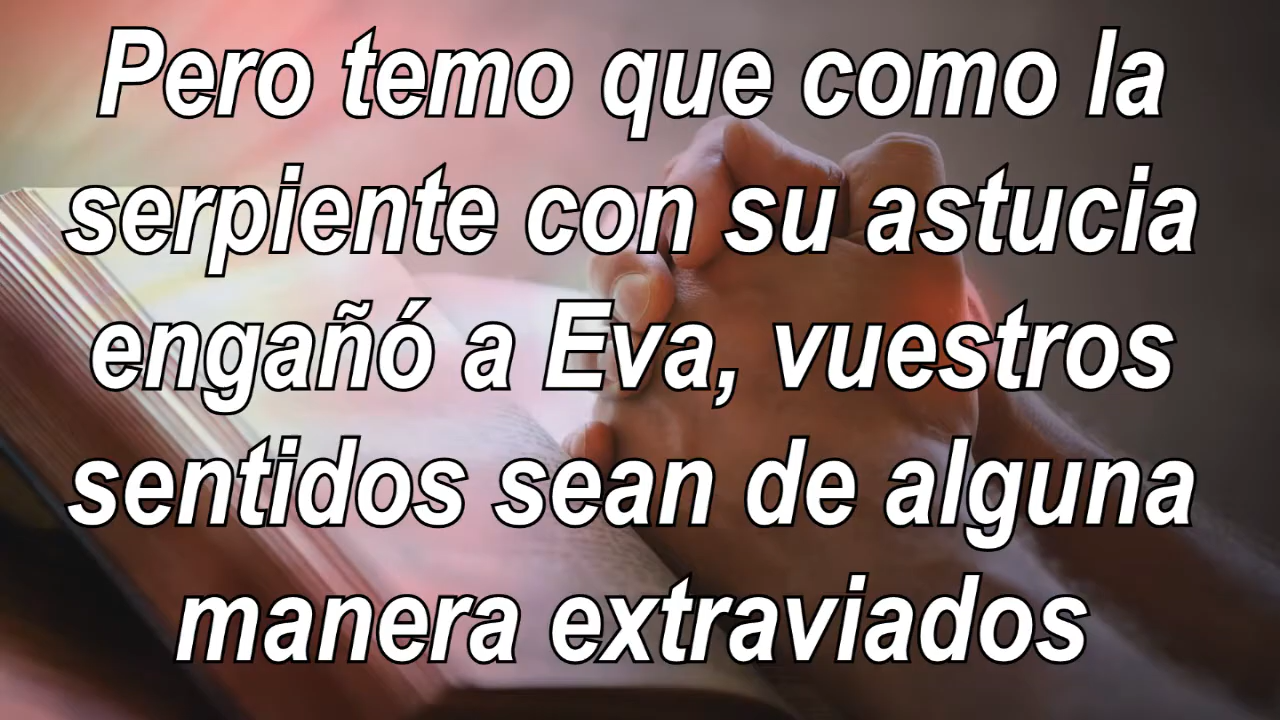 Pero temo que como la
serpiente con su astucia
engañó a Eva, vuestros
sentidos sean de alguna
manera extraviados